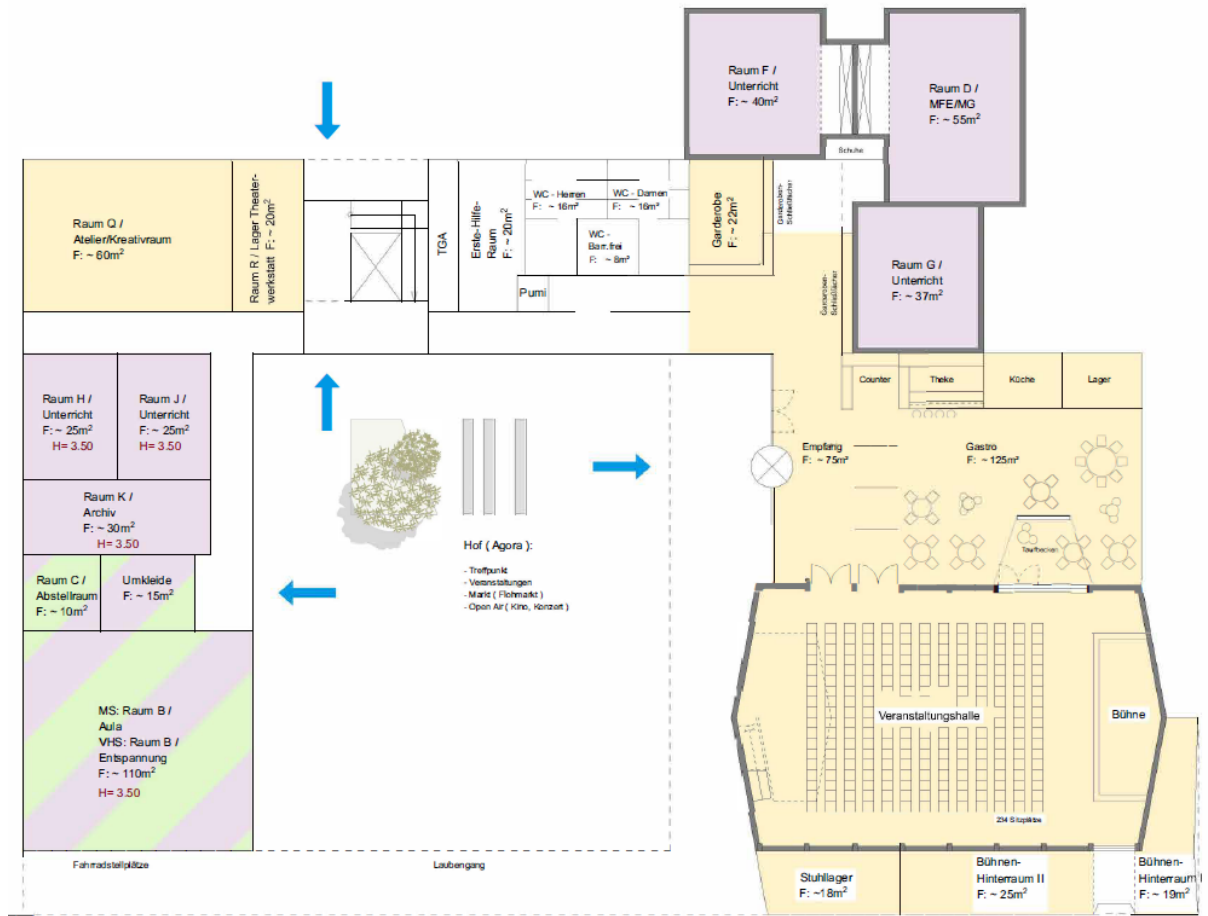 Raum F /
Unterricht
F: ~ 40m²
Raum D /
MFE/MG
F: ~ 55m²
Schuhe
Raum Q /
Atelier/Kreativraum
F: ~ 60m²
Raum R / Lager Theater-
werkstatt F: ~ 20m²
TGA
Erste-Hilfe-
Raum
F: ~ 20m²
WC - Herren
F: ~ 16m²
WC - Damen
F: ~ 16m²
WC -
Barr.frei
F: ~ 8m²
Pumi
Garderobe
F: ~ 22m²
Garderoben-
Schließfächer
Garderoben-
Schließfächer
Raum G /
Unterricht
F: ~ 37m²
Raum H /
Unterricht
F: ~ 25m²
H= 3.50
Raum J /
Unterricht
F: ~ 25m²
H= 3.50
Counter
Theke
Küche
Lager
Raum K /
Archiv
F: ~ 30m²
H= 3.50
Empfang
F: ~ 75m²
Gastro
F: ~ 125m²
Hof ( Agora ):
- Treffpunkt
- Veranstaltungen
- Markt ( Flohmarkt )
- Open Air ( Kino, Konzert )
Taufbecken
Raum C /
Abstellraum
F: ~ 10m²
Umkleide
F: ~ 15m²
MS: Raum B /
Aula
VHS: Raum B /
Entspannung
F: ~ 110m²
H= 3.50
Veranstaltungshalle
Bühne
234 Sitzplätze
Fahrradstellplätze
Laubengang
Stuhllager
F: ~18m²
Bühnen-
Hinterraum II
F: ~ 25m²
Bühnen-
Hinterraum I
F: ~ 19m²